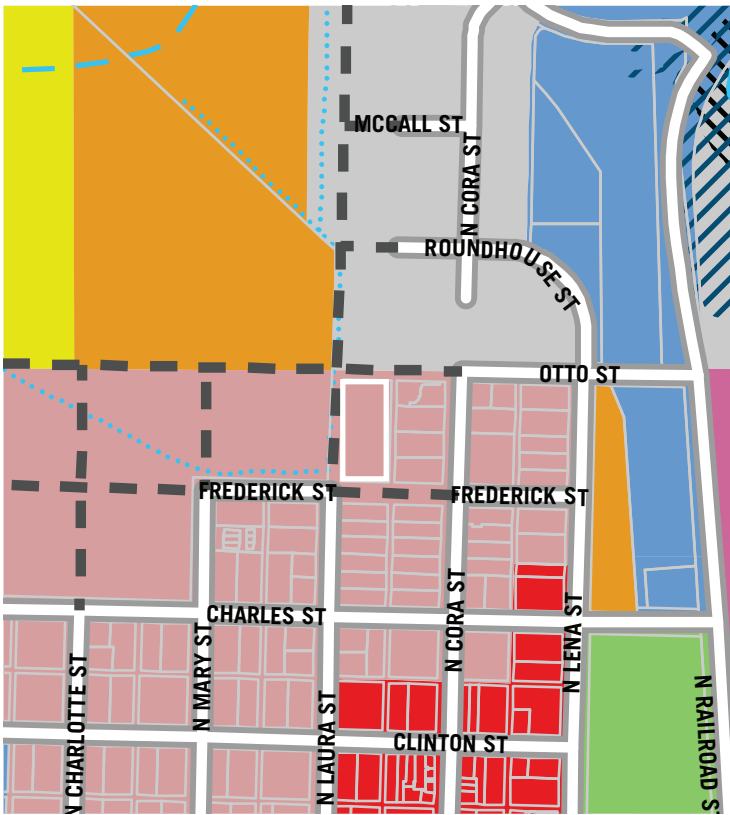 MCCALL ST
N CORA ST
ROUNDHOUSE ST
OTTO ST
FREDERICK ST
FREDERICK ST
CHARLES ST
N CORA ST
N LENA ST
N MARY ST
N CHARLOTTE ST
N LAURA ST
CLINTON ST
N RAILROAD ST